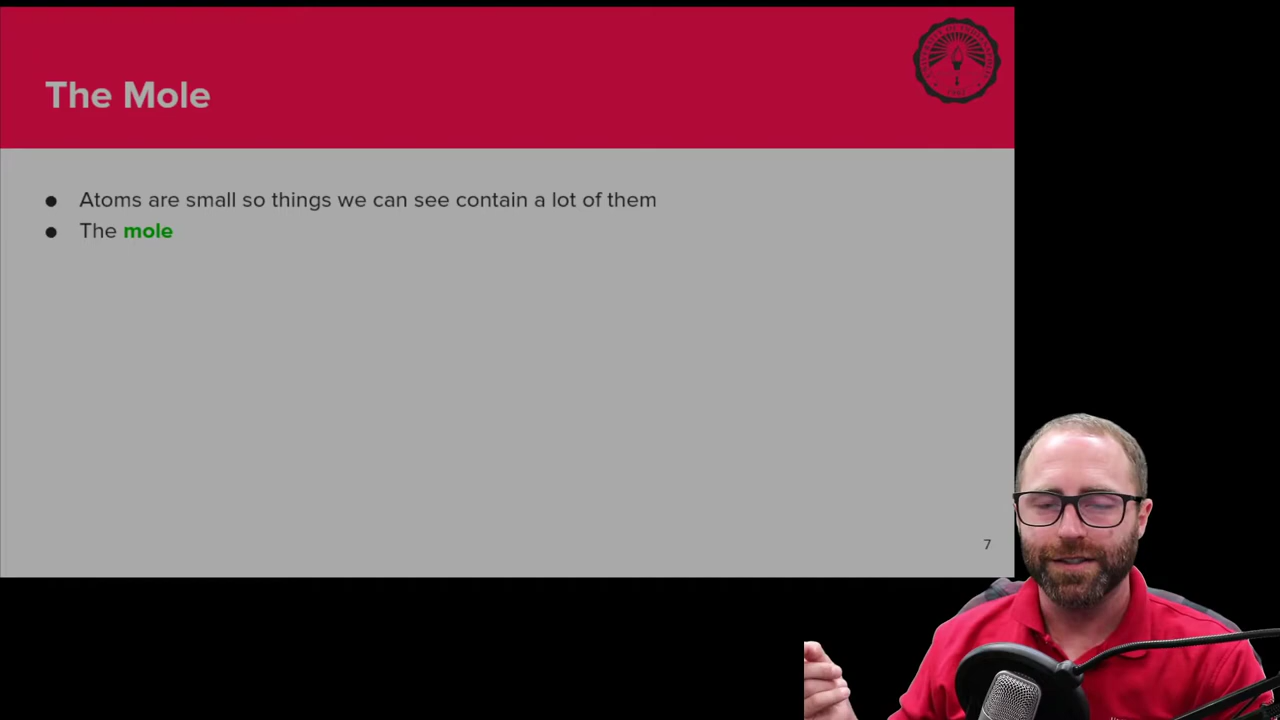 The Mole
● Atoms are small so things we can see contain a lot of them
● The mole
7